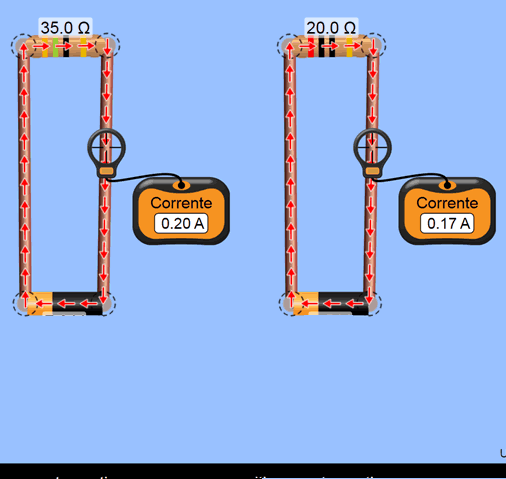 35.0 Ω
20.0 Ω
Corrente
0.20 A
Corrente
0.17 A